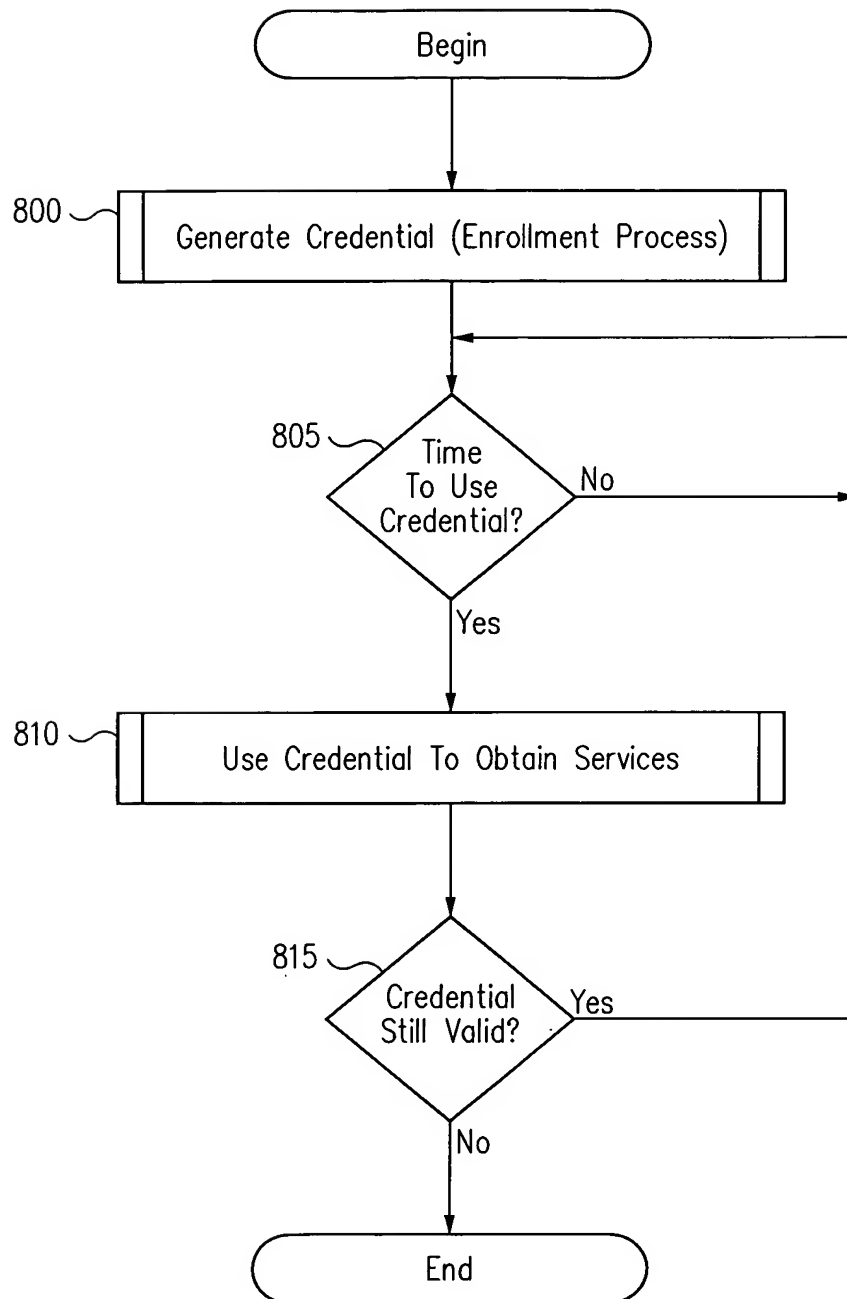 Begin
800
Generate Credential (Enrollment Process)
805
Time
To Use
Credential?
No
Yes
810
Use Credential To Obtain Services
815
Credential
Still Valid?
Yes
No
End